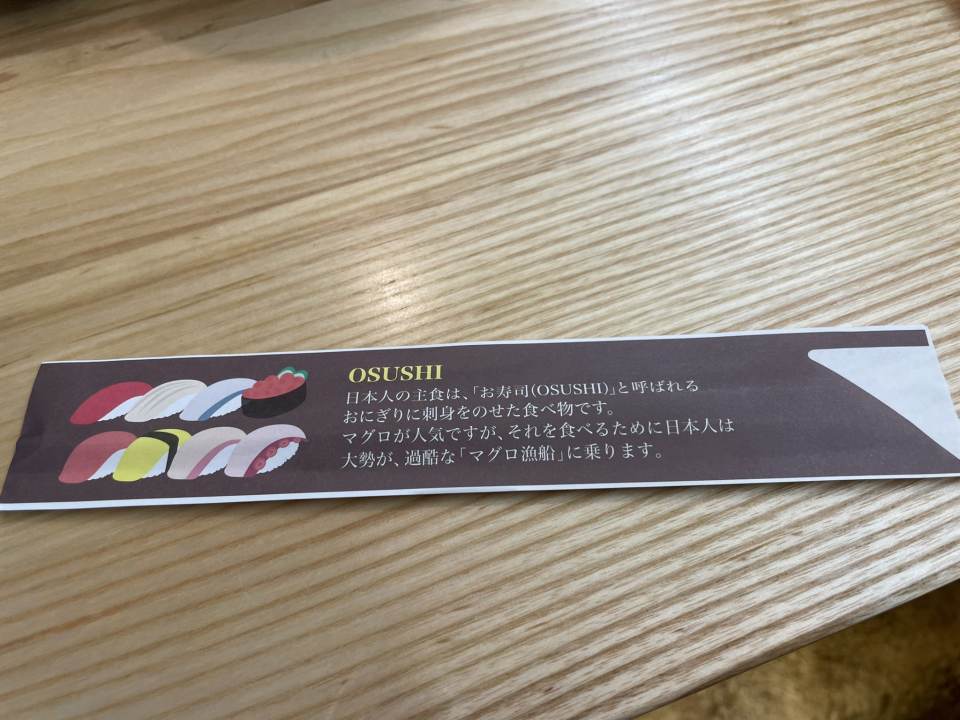 OSUSHI
日本人の主食は、「お寿司(OSUSHI)」と呼ばれる
おにぎりに刺身をのせた食べ物です。
マグロが人気ですが、それを食べるために日本人は
大勢が、過酷な「マグロ漁船」に乗ります。